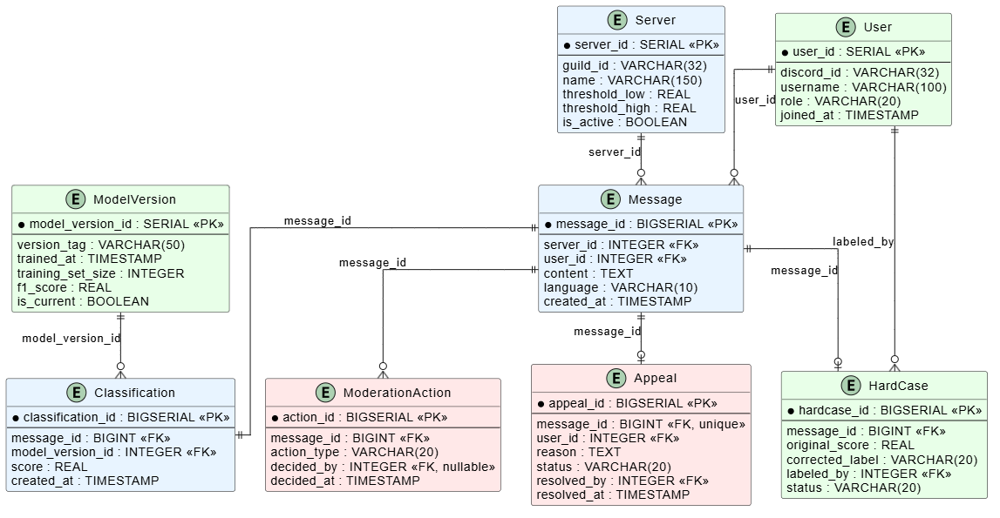 E Server
server_id : SERIAL «PK»
guild_id : VARCHAR(32)
name : VARCHAR(150)
threshold_low : REAL
threshold_high : REAL
is_active : BOOLEAN
E User
user_id : SERIAL «PK»
discord_id : VARCHAR(32)
username : VARCHAR(100)
role : VARCHAR(20)
joined_at : TIMESTAMP
user_id
server_id
E ModelVersion
model_version_id : SERIAL «PK»
version_tag : VARCHAR(50)
trained_at : TIMESTAMP
training_set_size : INTEGER
f1_score : REAL
is_current : BOOLEAN
message_id
message_id
E Message
message_id : BIGSERIAL «PK»
server_id : INTEGER «FK»
user_id : INTEGER «FK»
content : TEXT
language : VARCHAR(10)
created_at : TIMESTAMP
labeled_by
message_id
model_version_id
message_id
E Classification
classification_id : BIGSERIAL «PK»
message_id : BIGINT «FK»
model_version_id : INTEGER «FK»
score : REAL
created_at : TIMESTAMP
E ModerationAction
action_id : BIGSERIAL «PK»
message_id : BIGINT «FK»
action_type : VARCHAR(20)
decided_by : INTEGER «FK, nullable»
decided_at : TIMESTAMP
E Appeal
appeal_id : BIGSERIAL «PK»
message_id : BIGINT «FK, unique»
user_id : INTEGER «FK»
reason : TEXT
status : VARCHAR(20)
resolved_by : INTEGER «FK»
resolved_at : TIMESTAMP
E HardCase
hardcase_id : BIGSERIAL «PK»
message_id : BIGINT «FK»
original_score : REAL
corrected_label : VARCHAR(20)
labeled_by : INTEGER «FK»
status : VARCHAR(20)